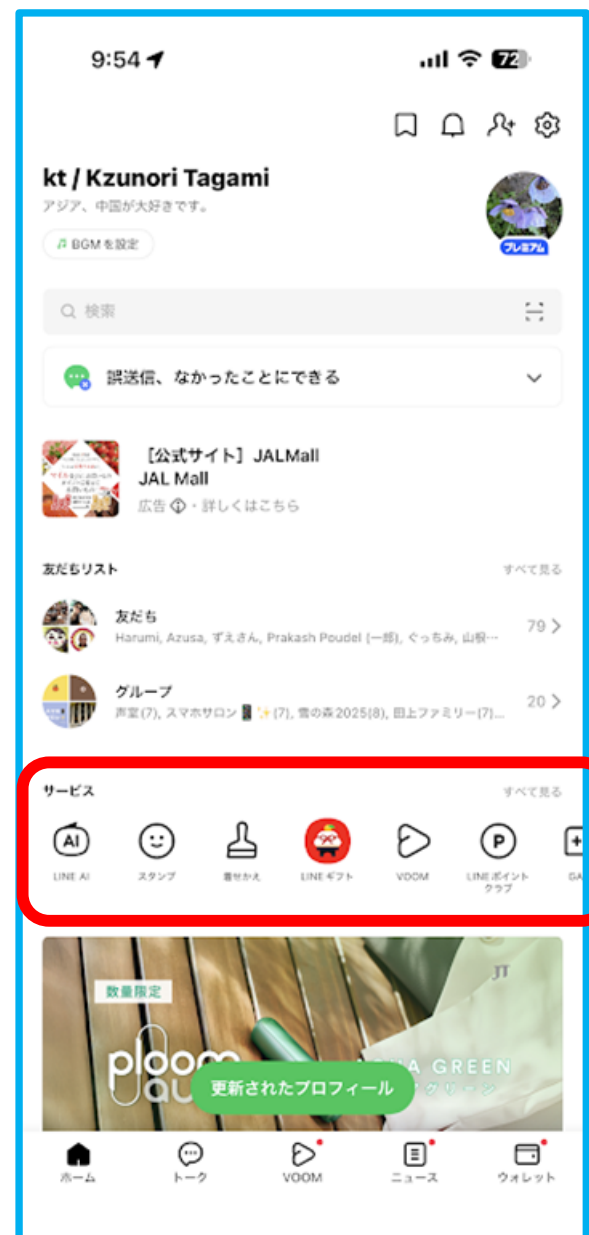 9:54
72
kt / Kzunori Tagami
アジア、中国が大好きです。
BGMを設定
プレミアム
検索
誤送信、なかったことにできる
［公式サイト］JALMall
JAL Mall
広告 ・詳しくはこちら
友だちリスト
すべて見る
友だち
Harumi, Azusa, ずえさん, Prakash Poudel (一郎), ぐっちみ, 山根…
79
グループ
声室(7), スマホサロン📱✨(7), 雪の森2025(8), 田上ファミリー(7)...
20
サービス
すべて見る
AI
P
LINE AI
スタンプ
着せかえ
LINEギフト
VOOM
LINEポイント
クラブ
GA
JT
数量限定
ploom
AU
A GREEN
グリーン
更新されたプロフィール
ホーム
トーク
VOOM
ニュース
ウォレット